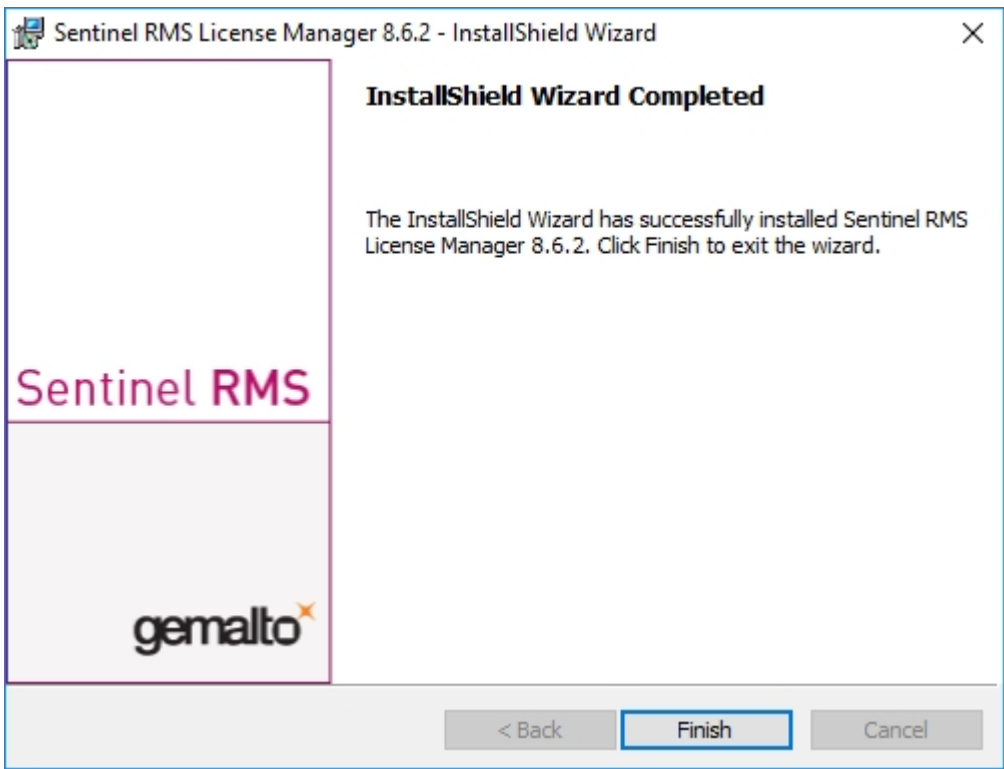 Sentinel RMS License Manager 8.6.2 - InstallShield Wizard
InstallShield Wizard Completed
The InstallShield Wizard has successfully installed Sentinel RMS
License Manager 8.6.2. Click Finish to exit the wizard.
Sentinel RMS
gemalto
< Back
Finish
Cancel